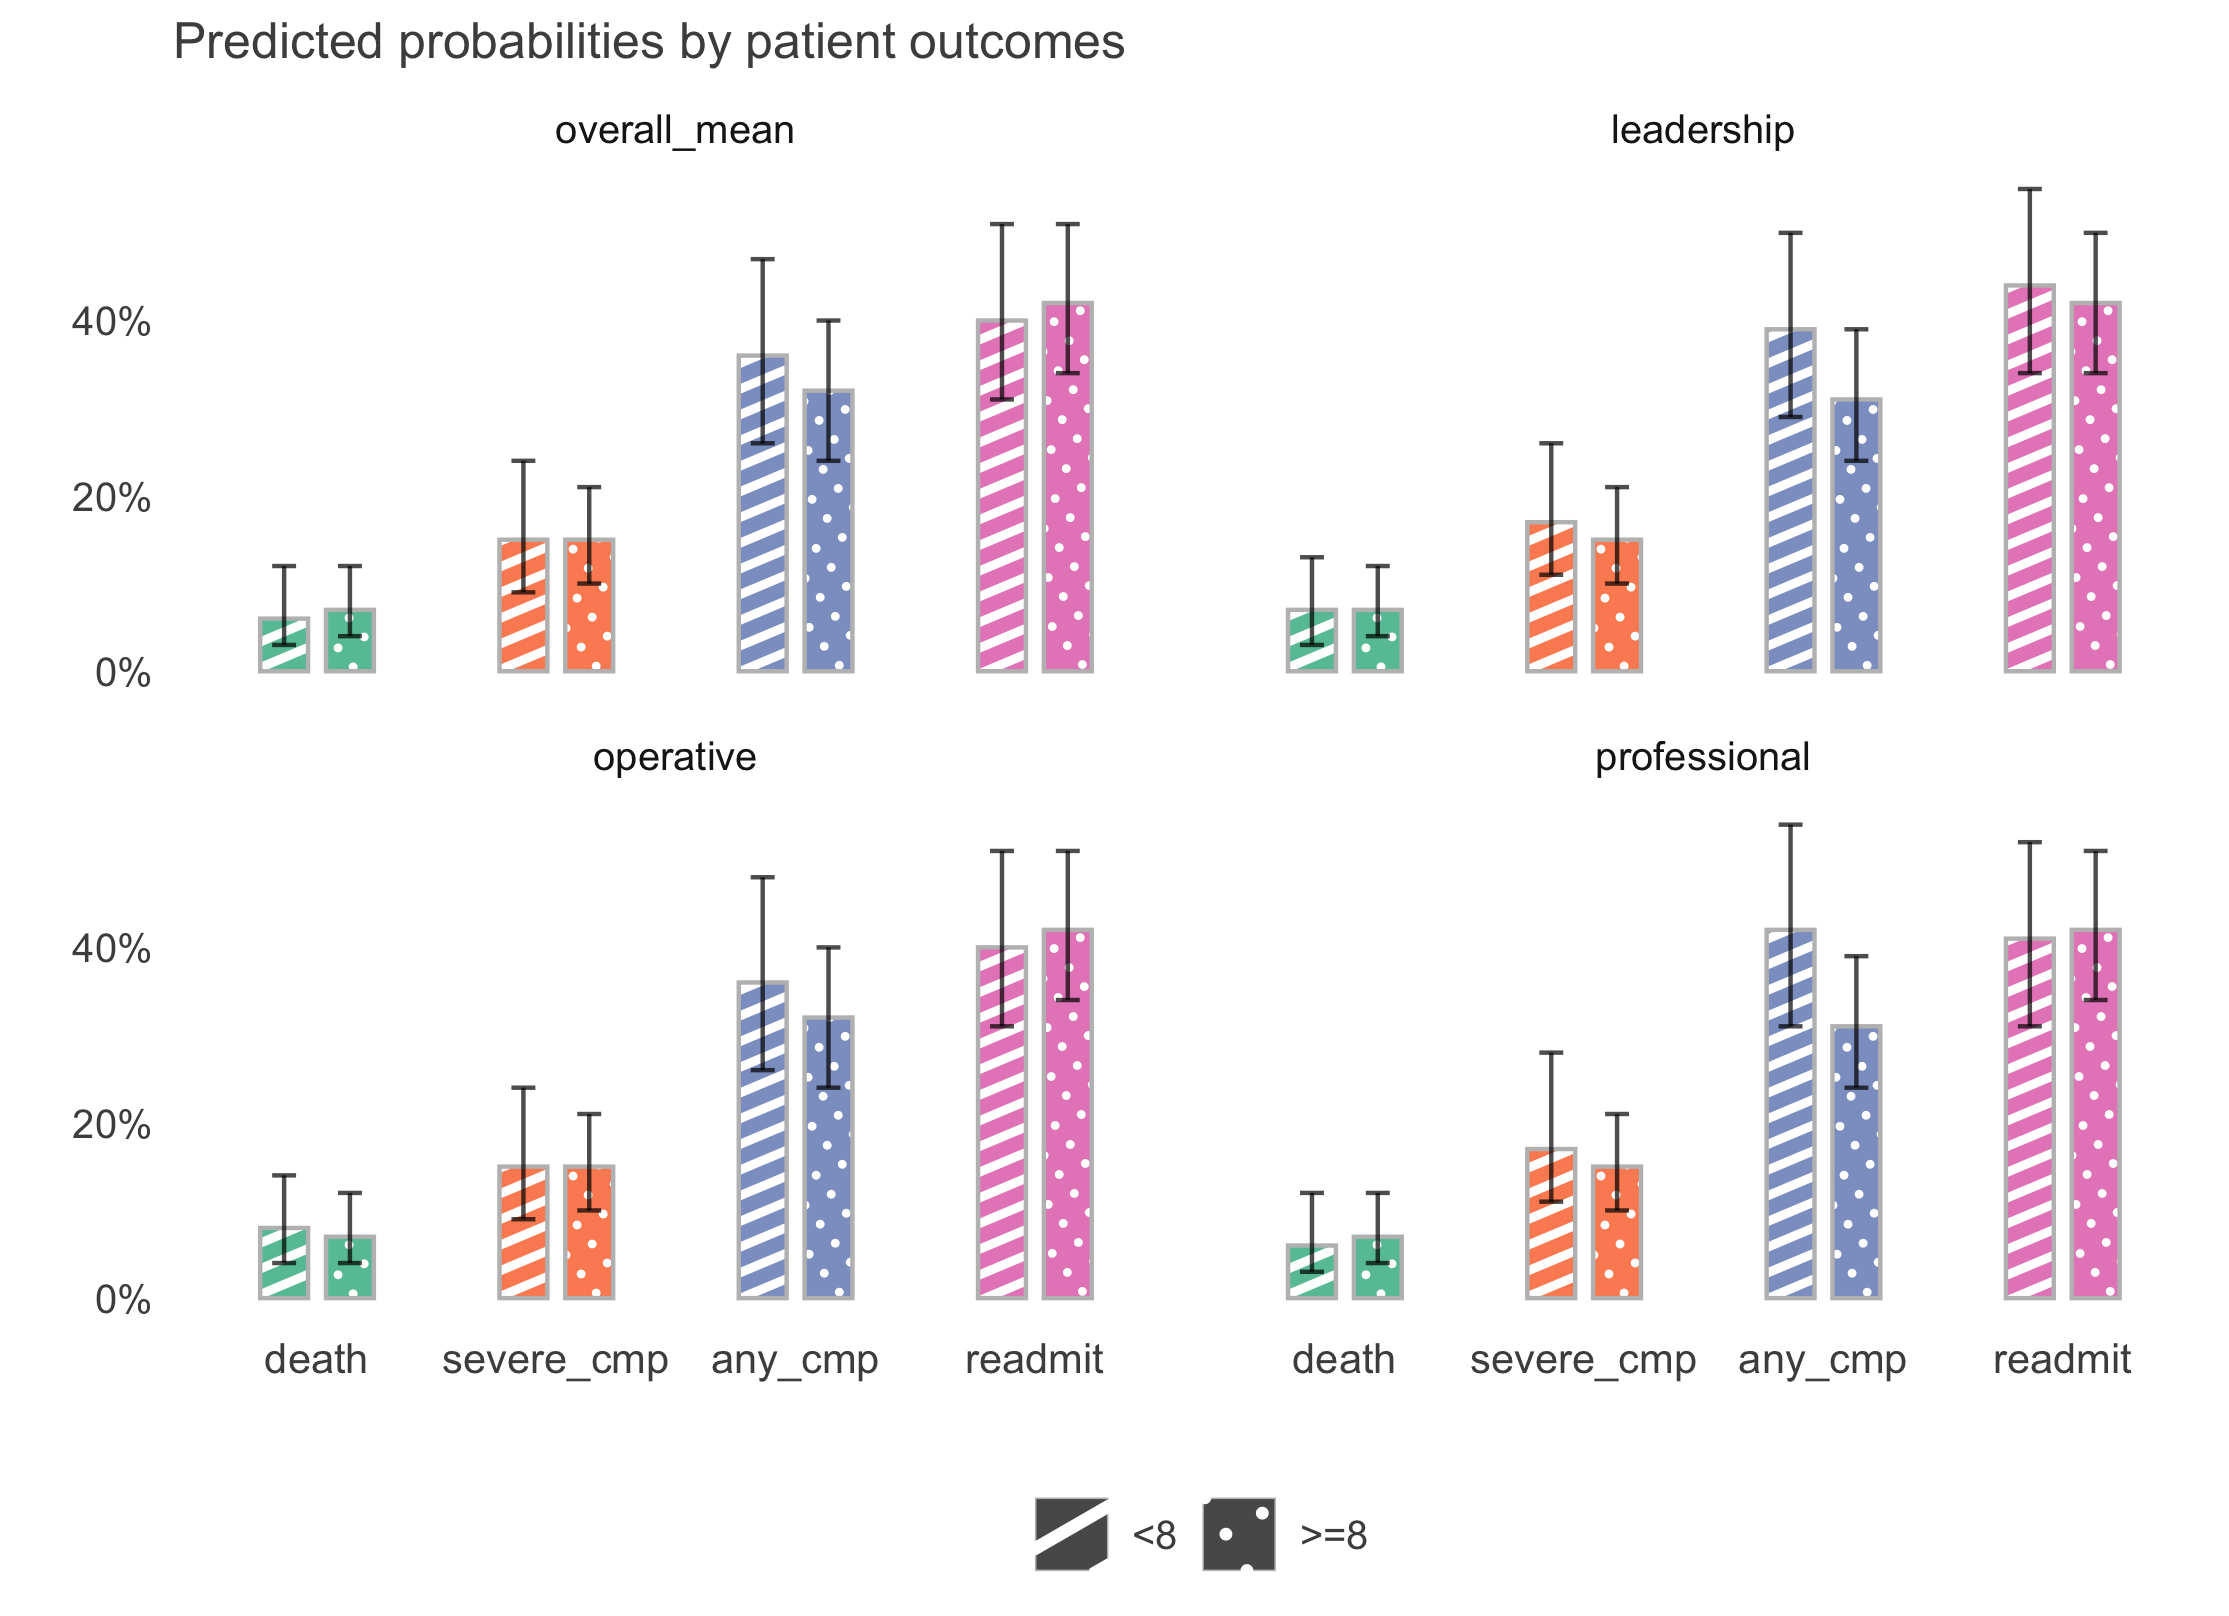 Predicted probabilities by patient outcomes
overall_mean
leadership
40%
20%
0%
operative
professional
40%
20%
0%
death severe_cmp any_cmp readmit death severe_cmp any_cmp readmit
<8 >=8